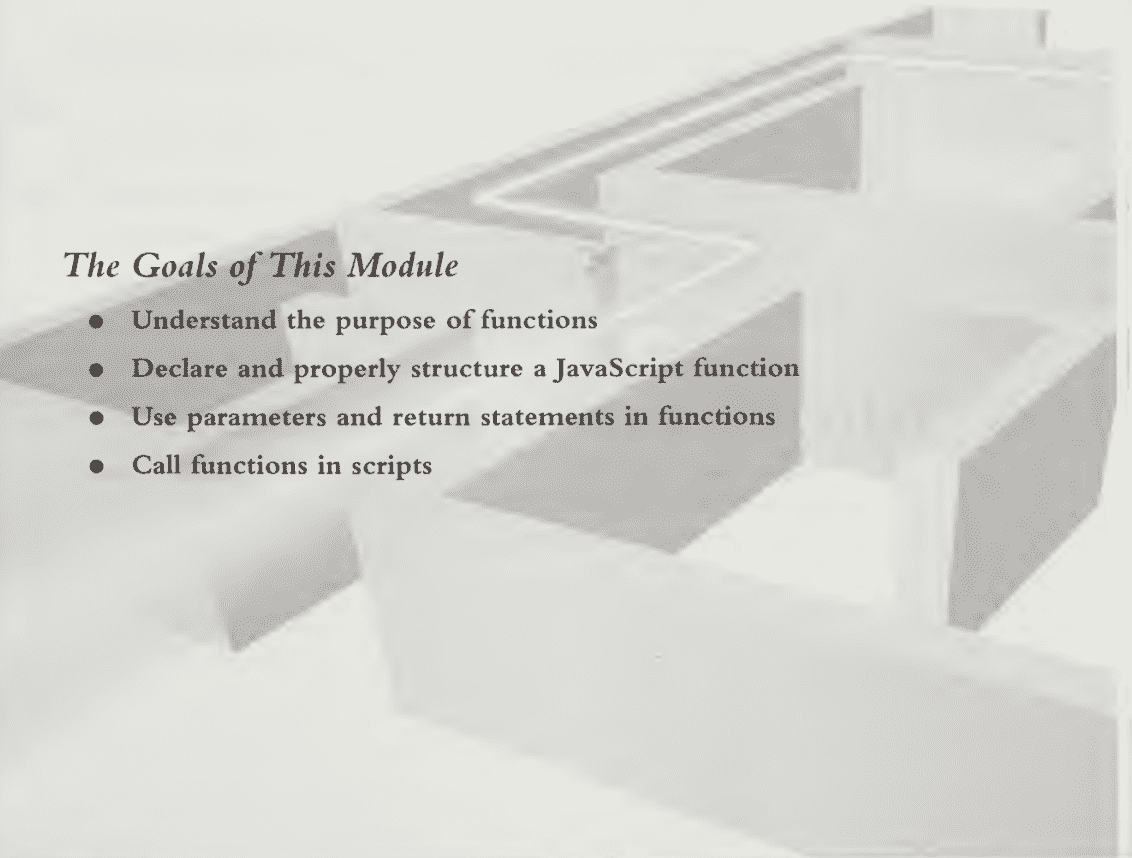 The Goals of This Module
● Understand the purpose of functions
● Declare and properly structure a JavaScript function
● Use parameters and return statements in functions
● Call functions in scripts